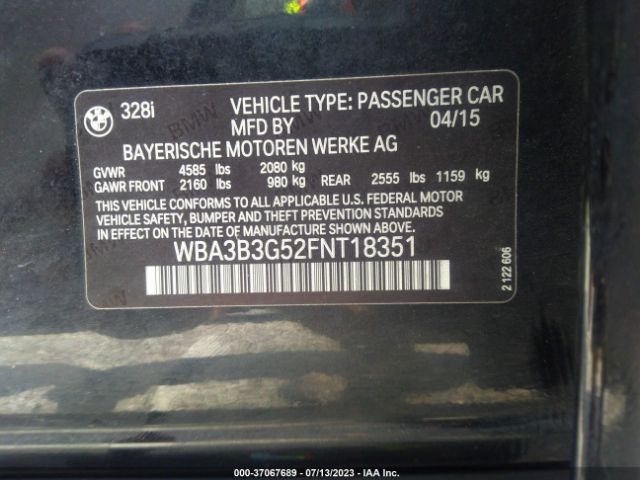 328i VEHICLE TYPE: PASSENGER CAR
MFD BY 04/15
BAYERISCHE MOTOREN WERKE AG
GVWR 4585 lbs 2080 kg
GAWR FRONT 2160 lbs 980 kg REAR 2555 lbs 1159 kg
THIS VEHICLE CONFORMS TO ALL APPLICABLE U.S. FEDERAL MOTOR
VEHICLE SAFETY, BUMPER AND THEFT PREVENTION STANDARDS
IN EFFECT ON THE DATE OF MANUFACTURE SHOWN ABOVE.
WBA3B3G52FNT18351
2 122 606
000-37067689 - 07/13/2023 - IAA Inc.